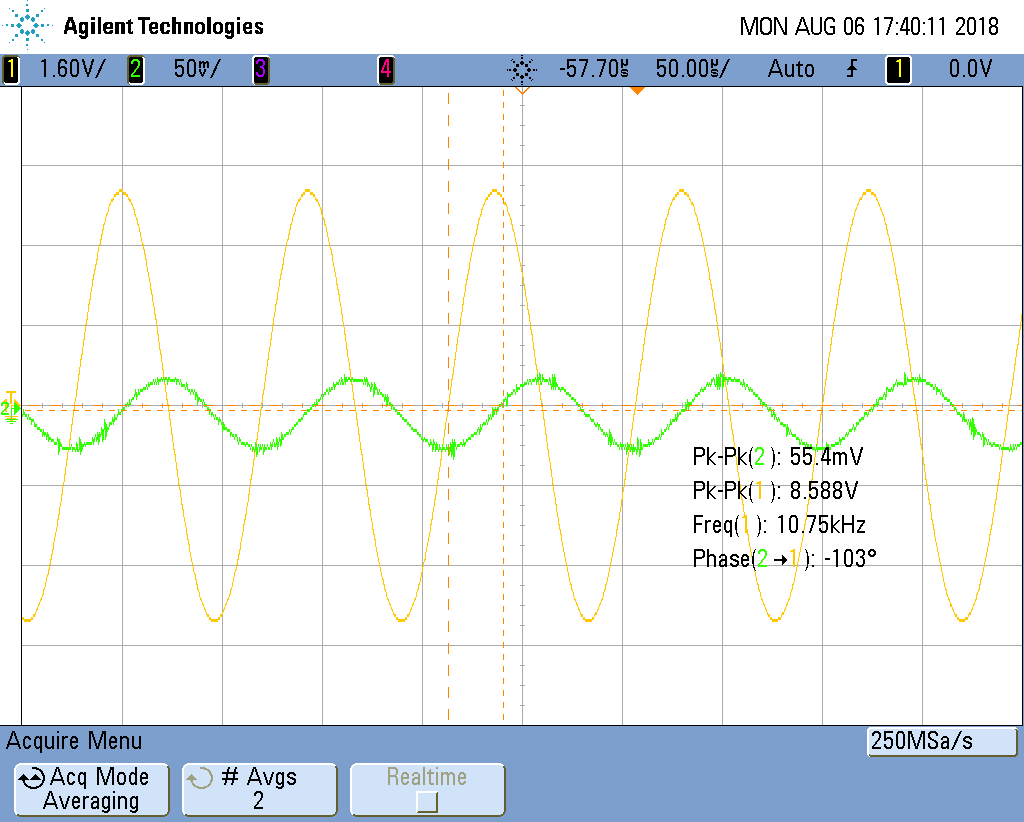 Agilent Technologies MON AUG 06 17:40:11 2018
1 1.60V/ 2 50mV/ 3 4 -57.70µs 50.00µs/ Auto 1 0.0V
2
Pk-Pk(2): 55.4mV
Pk-Pk(1): 8.588V
Freq(1): 10.75kHz
Phase(2→1): -103°
Acquire Menu 250MSa/s
Acq Mode # Avgs Realtime
Averaging 2